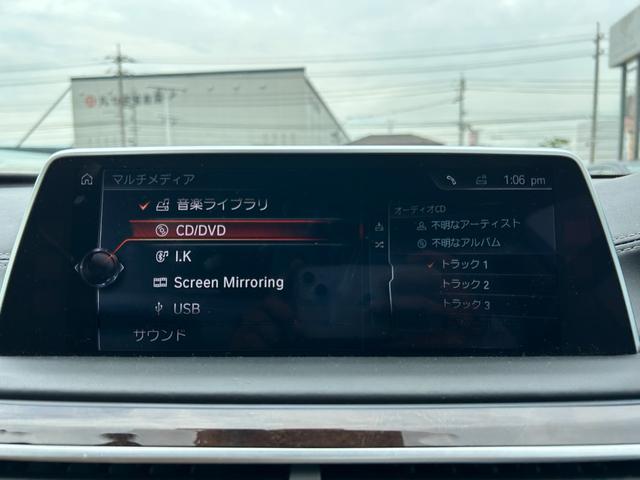 マルチメディア
1:06 pm
音楽ライブラリ
CD/DVD
I.K
Screen Mirroring
USB
サウンド
オーディオCD
不明なアーティスト
不明なアルバム
トラック 1
トラック 2
トラック 3